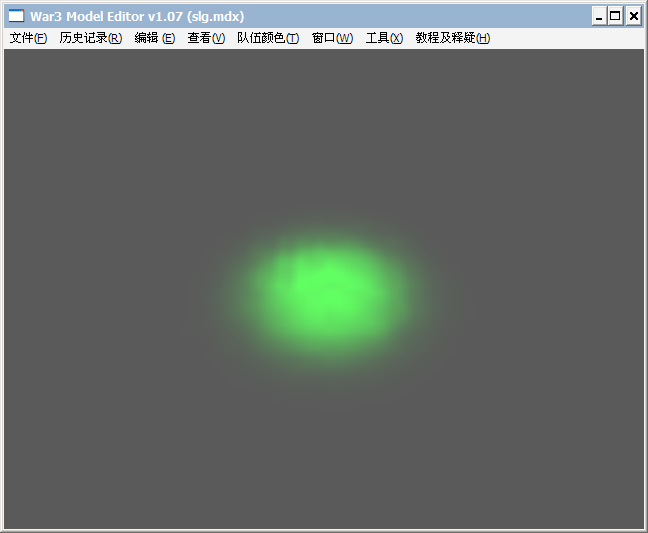 War3 Model Editor v1.07 (slg.mdx)
文件(F) 历史记录(R) 编辑 (E) 查看(V) 队伍颜色(T) 窗口(W) 工具(X) 教程及释疑(H)